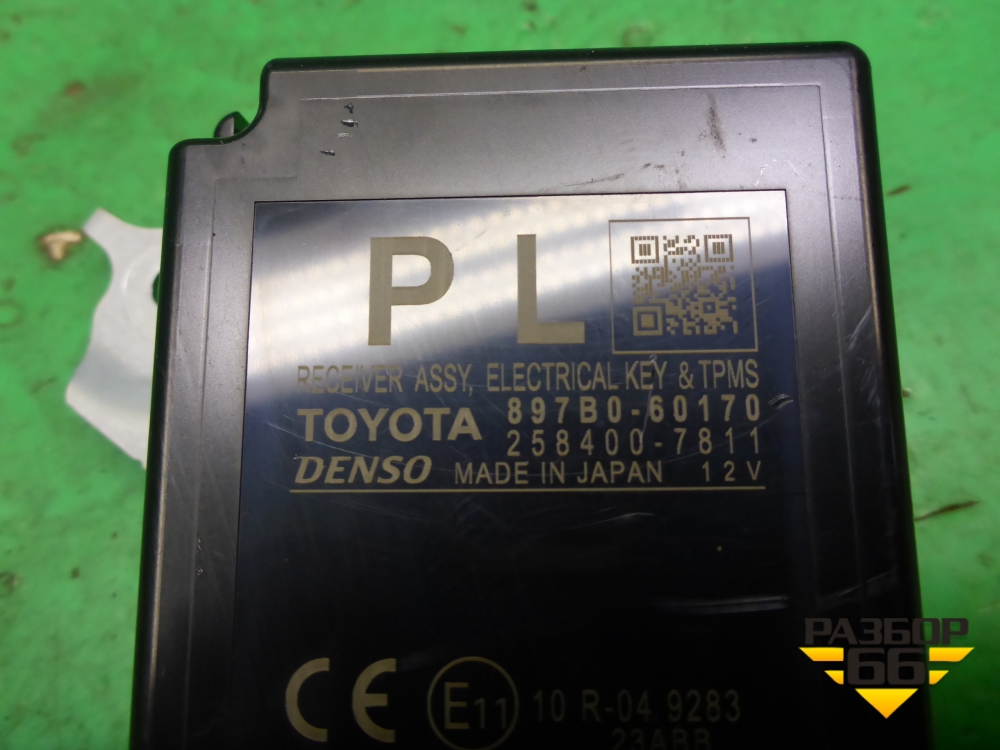 P L
RECEIVER ASSY, ELECTRICAL KEY & TPMS
TOYOTA 897B0-60170
258400-7811
DENSO MADE IN JAPAN 12V
CE E11 10 R-04 9283
23ABB
РАЗБОР
66